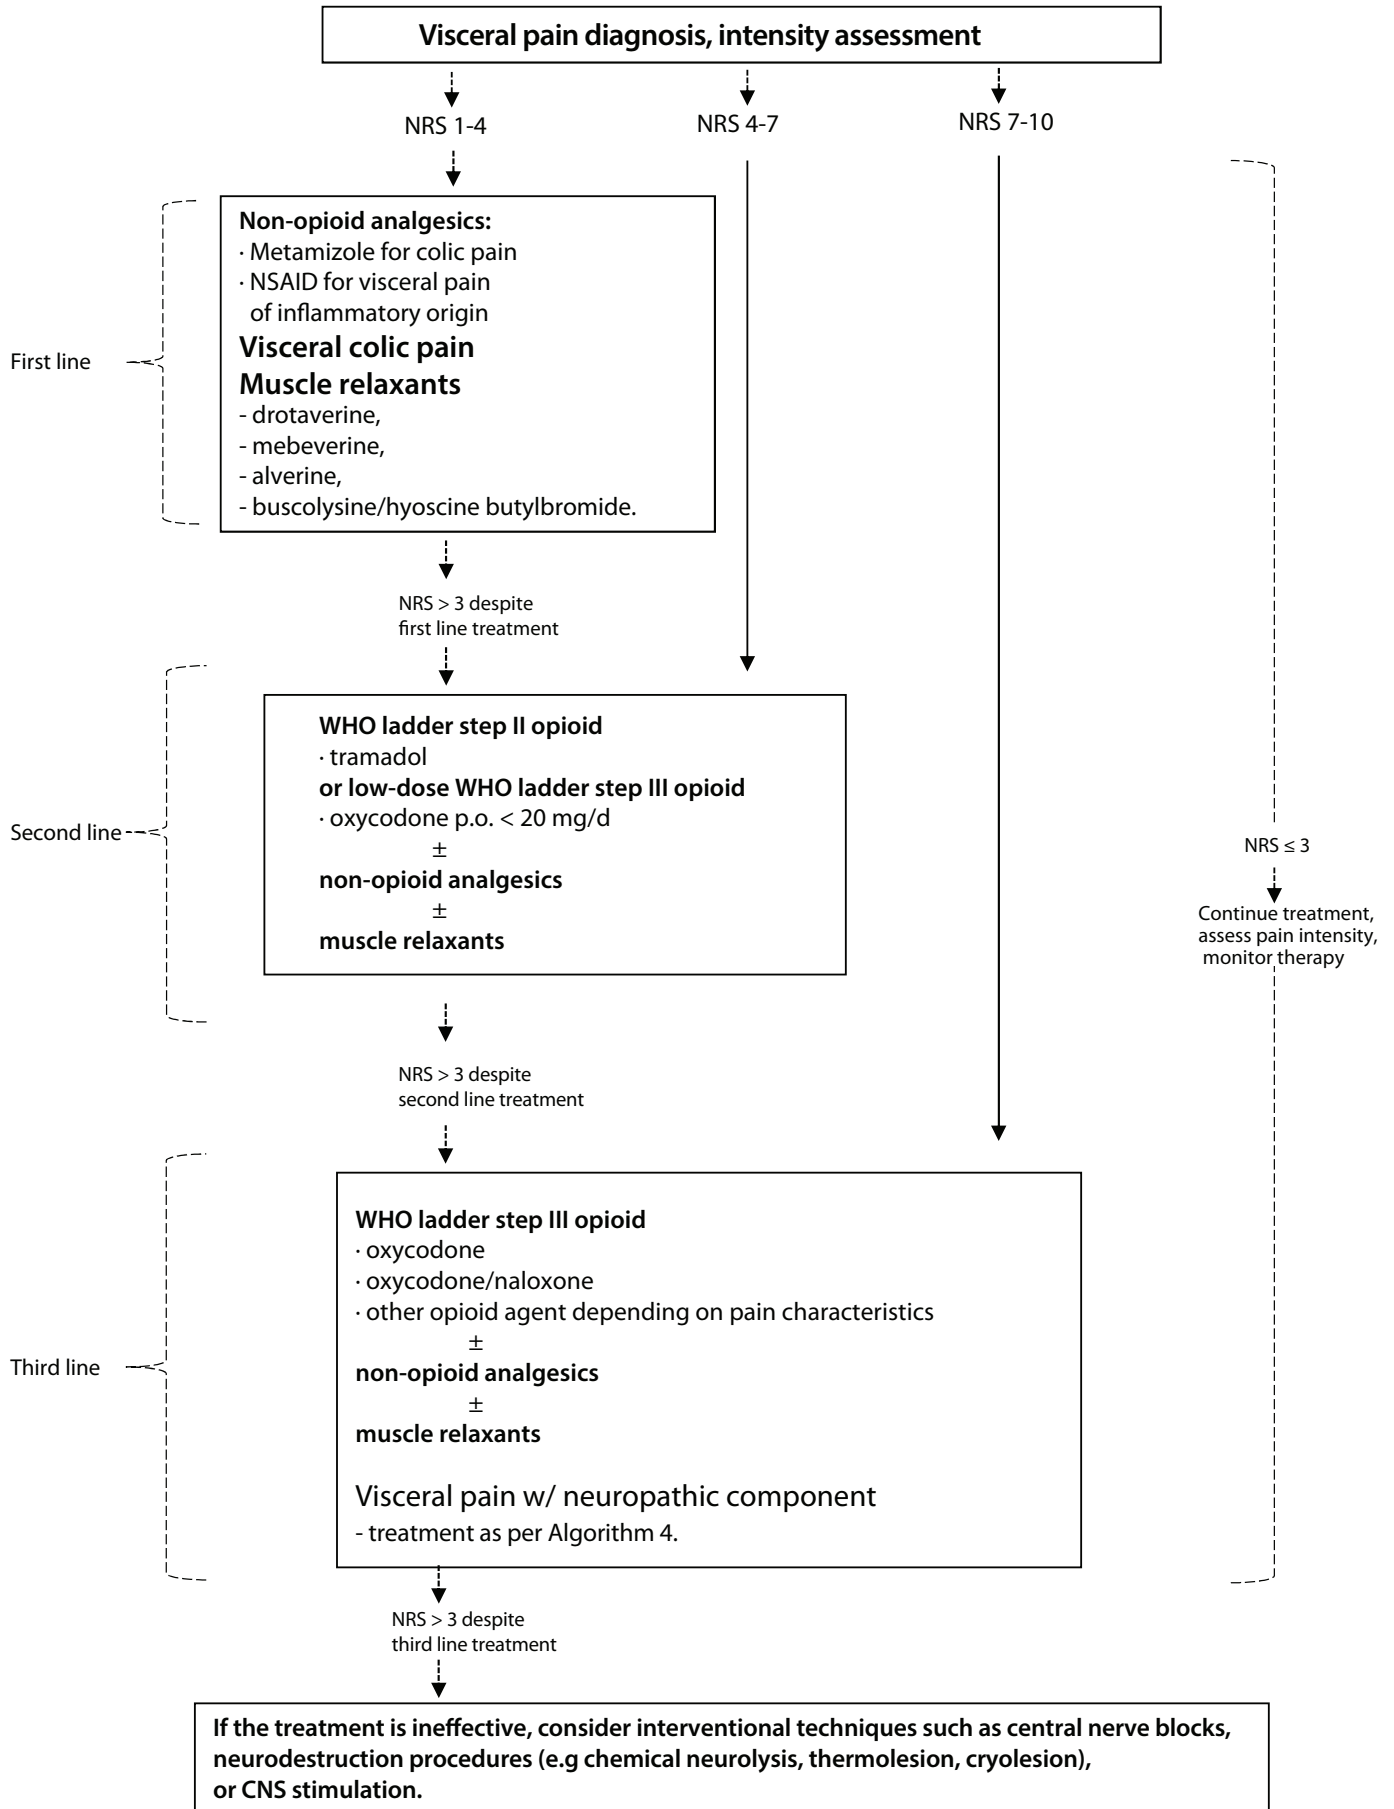 Visceral pain diagnosis, intensity assessment
NRS 1-4
NRS 4-7
NRS 7-10
First line
Non-opioid analgesics:
· Metamizole for colic pain
· NSAID for visceral pain
of inflammatory origin
Visceral colic pain
Muscle relaxants
- drotaverine,
- mebeverine,
- alverine,
- buscolysine/hyoscine butylbromide.
NRS > 3 despite
first line treatment
Second line
WHO ladder step II opioid
· tramadol
or low-dose WHO ladder step III opioid
· oxycodone p.o. < 20 mg/d
±
non-opioid analgesics
±
muscle relaxants
NRS ≤ 3
Continue treatment,
assess pain intensity,
monitor therapy
NRS > 3 despite
second line treatment
Third line
WHO ladder step III opioid
· oxycodone
· oxycodone/naloxone
· other opioid agent depending on pain characteristics
±
non-opioid analgesics
±
muscle relaxants
Visceral pain w/ neuropathic component
- treatment as per Algorithm 4.
NRS > 3 despite
third line treatment
If the treatment is ineffective, consider interventional techniques such as central nerve blocks,
neurodestruction procedures (e.g chemical neurolysis, thermolesion, cryolesion),
or CNS stimulation.